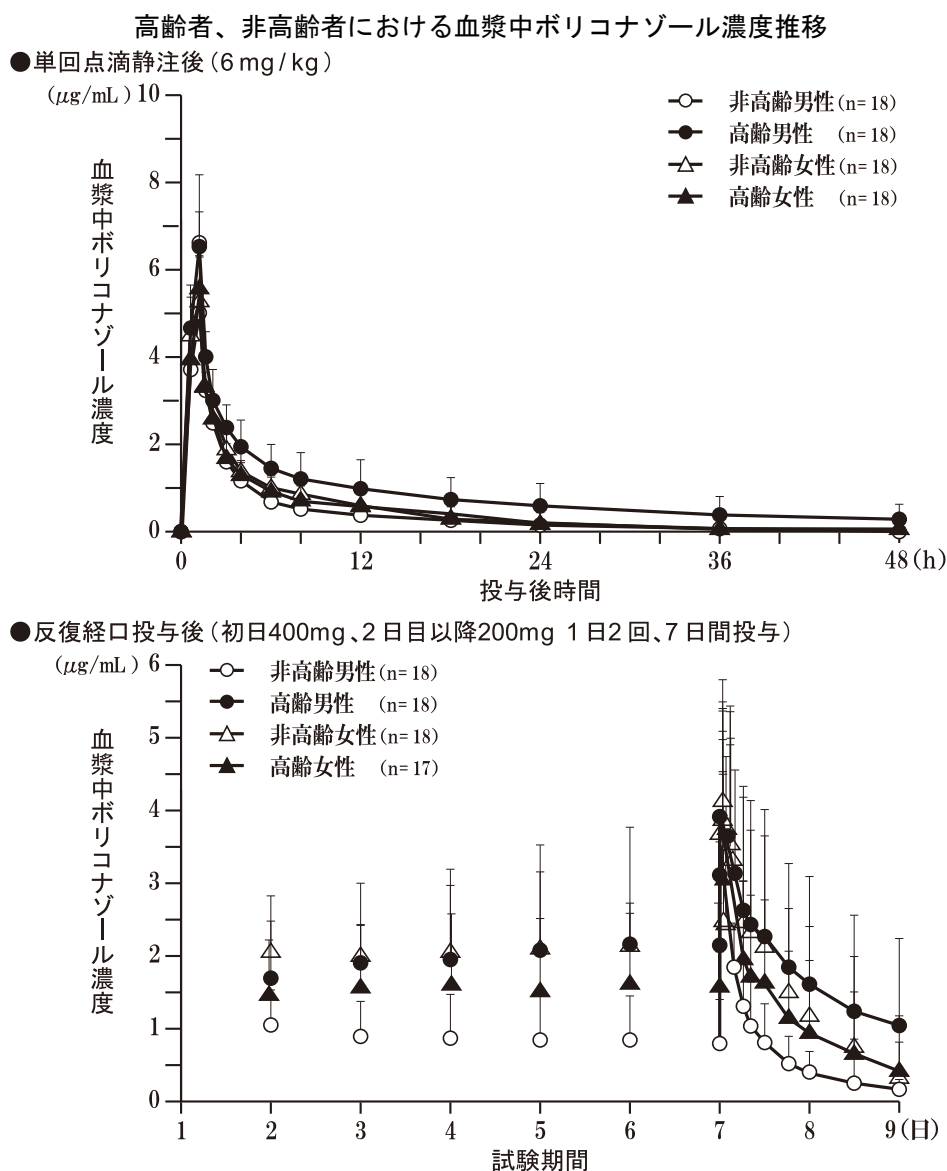 高齢者、非高齢者における血漿中ボリコナゾール濃度推移
●単回点滴静注後（6mg/kg）
（μg/mL）
10
8
6
4
2
0
血漿中ボリコナゾール濃度
非高齢男性(n=18)
高齢男性 (n=18)
非高齢女性(n=18)
高齢女性 (n=18)
0 12 24 36 48(h)
投与後時間
●反復経口投与後（初日400mg、2日目以降200mg 1日2回、7日間投与）
（μg/mL）
6
5
4
3
2
1
0
血漿中ボリコナゾール濃度
非高齢男性(n=18)
高齢男性 (n=18)
非高齢女性(n=18)
高齢女性 (n=17)
1 2 3 4 5 6 7 8 9(日)
試験期間